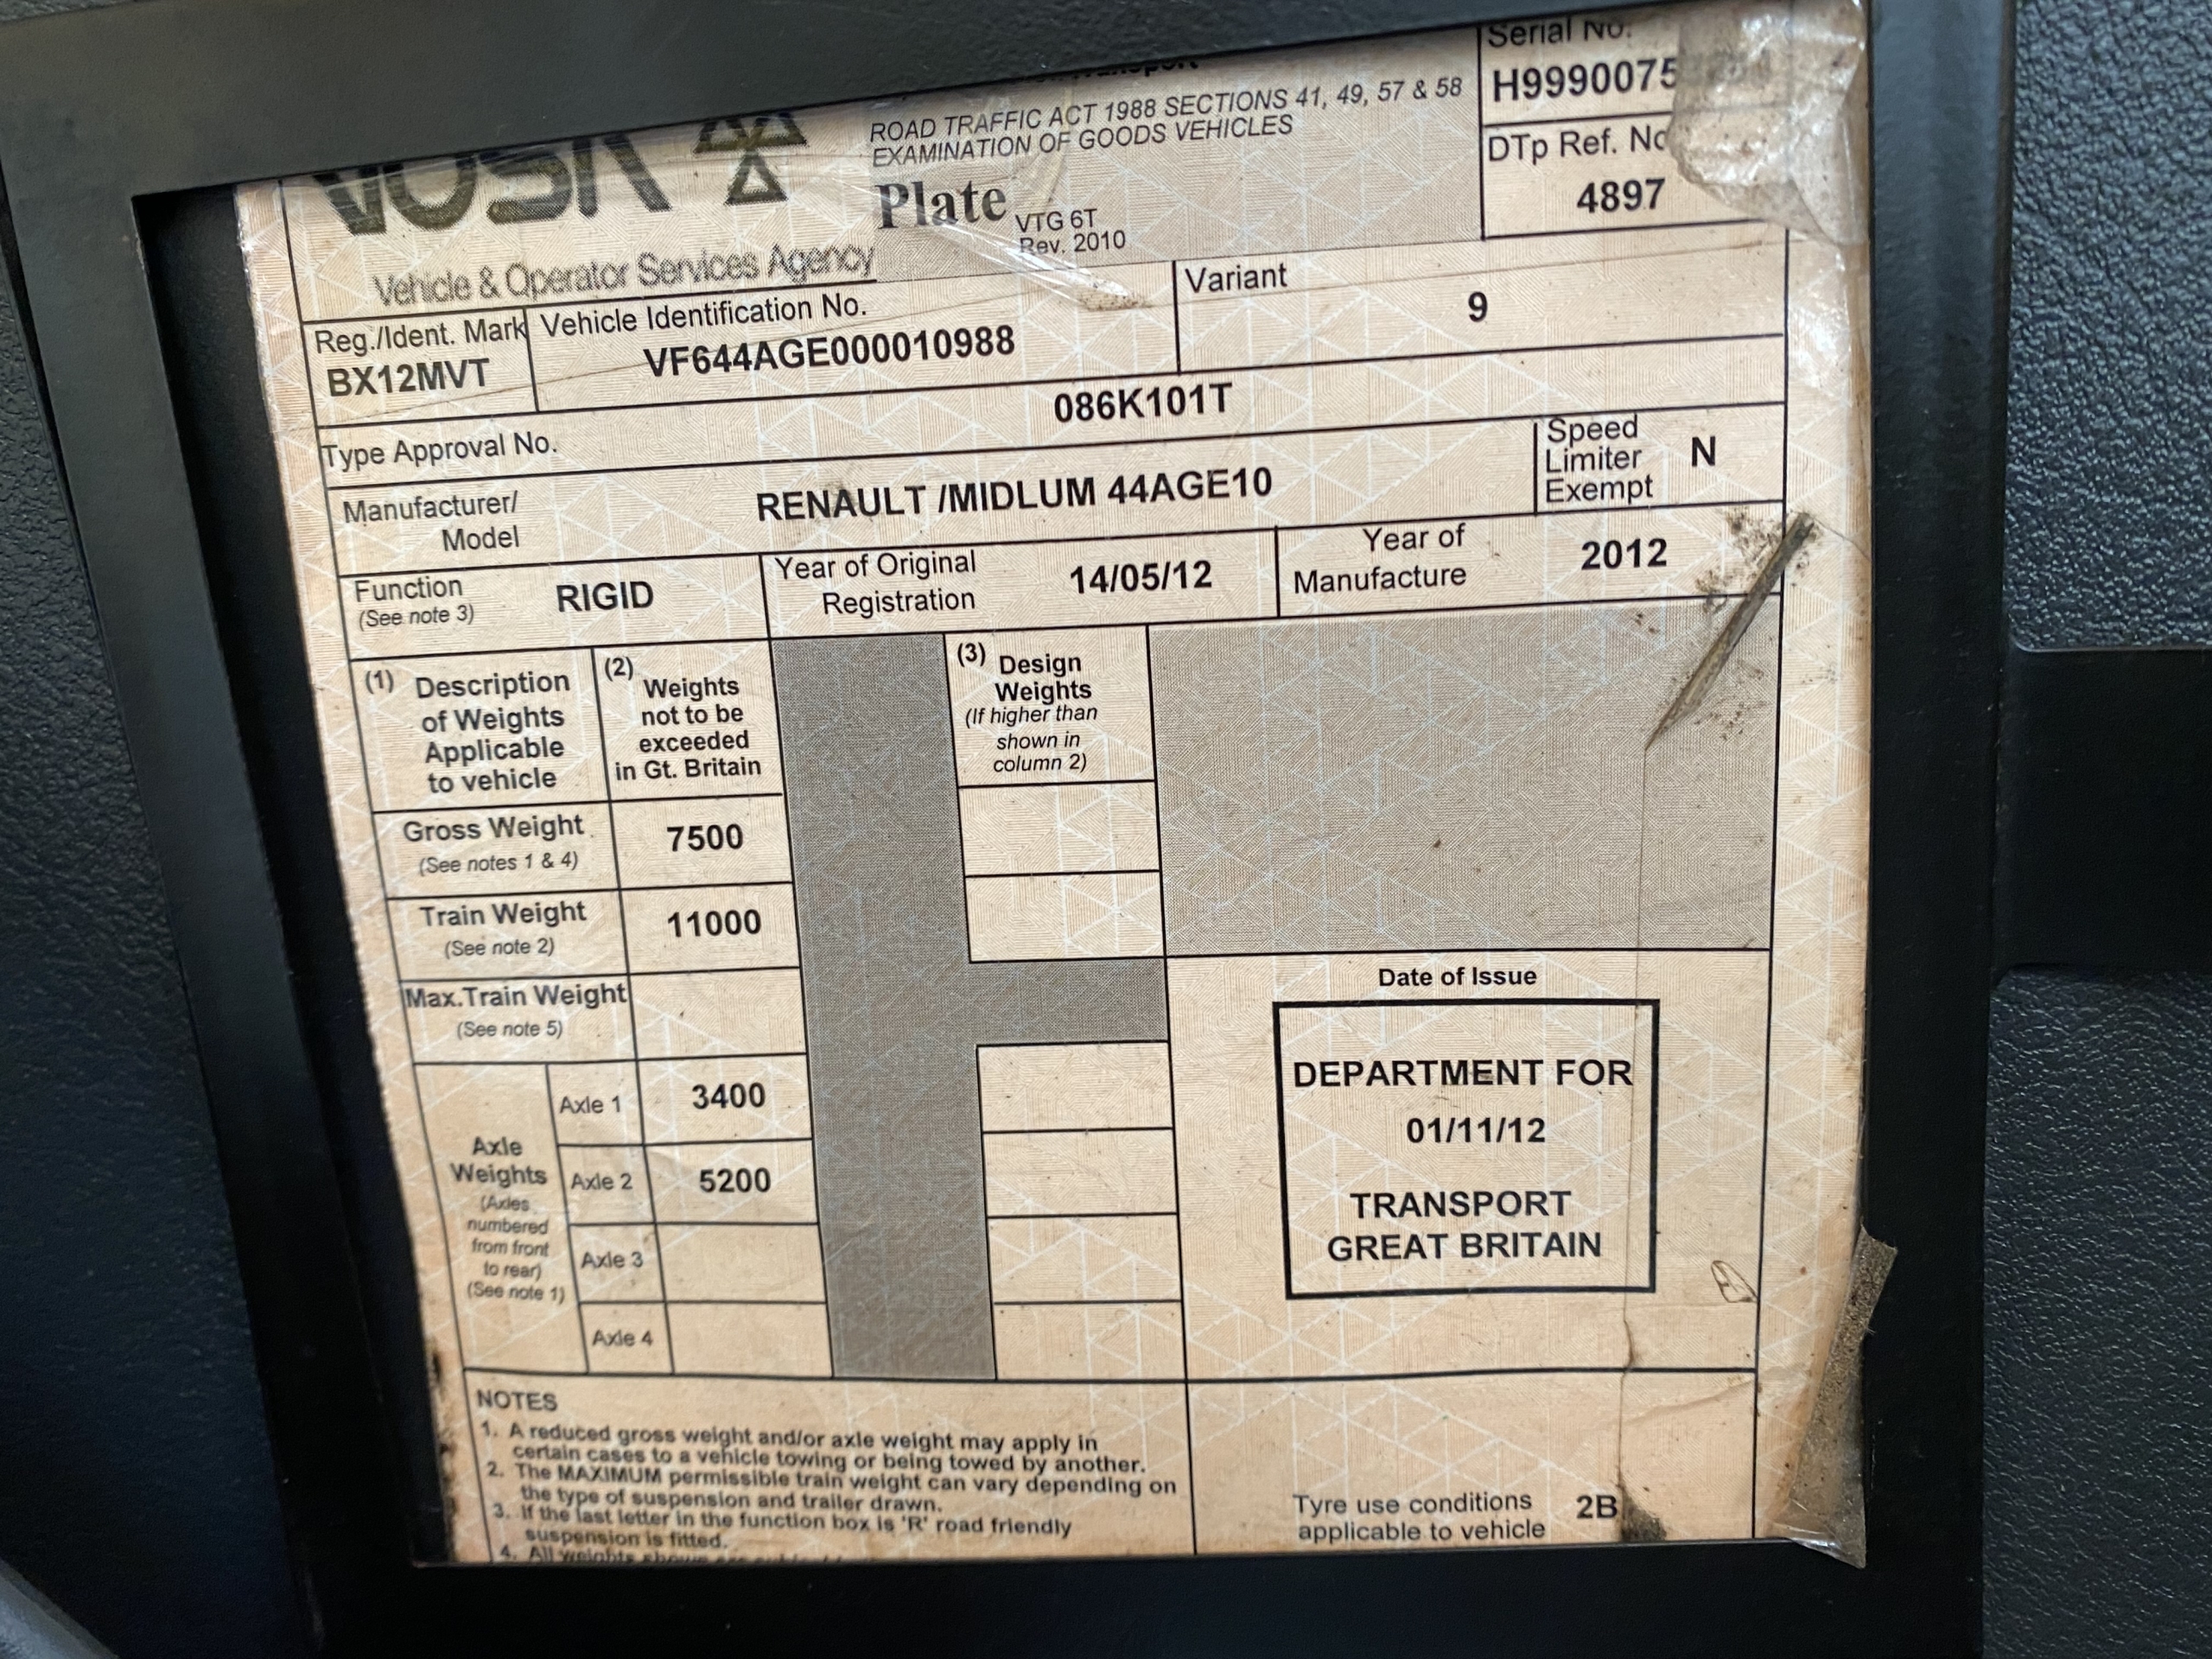 Serial No.
H9990075
VOSA
ROAD TRAFFIC ACT 1988 SECTIONS 41, 49, 57 & 58
EXAMINATION OF GOODS VEHICLES
DTp Ref. No
4897
Plate VTG 6T
Rev. 2010
Vehicle & Operator Services Agency
Reg./Ident. Mark
BX12MVT
Vehicle Identification No.
VF644AGE000010988
Variant
9
Type Approval No.
086K101T
Manufacturer/
Model
RENAULT /MIDLUM 44AGE10
Speed
Limiter
Exempt
N
Function
(See note 3)
RIGID
Year of Original
Registration
14/05/12
Year of
Manufacture
2012
(1) Description
of Weights
Applicable
to vehicle
(2) Weights
not to be
exceeded
in Gt. Britain
(3) Design
Weights
(If higher than
shown in
column 2)
Gross Weight
(See notes 1 & 4)
7500
Train Weight
(See note 2)
11000
Max.Train Weight
(See note 5)
Axle
Weights
(Axles
numbered
from front
to rear)
(See note 1)
Axle 1
3400
Axle 2
5200
Axle 3
Axle 4
Date of Issue
DEPARTMENT FOR
01/11/12
TRANSPORT
GREAT BRITAIN
NOTES
1. A reduced gross weight and/or axle weight may apply in
certain cases to a vehicle towing or being towed by another.
2. The MAXIMUM permissible train weight can vary depending on
the type of suspension and trailer drawn.
3. If the last letter in the function box is 'R' road friendly
suspension is fitted.
4. All weights shown
Tyre use conditions
applicable to vehicle
2B